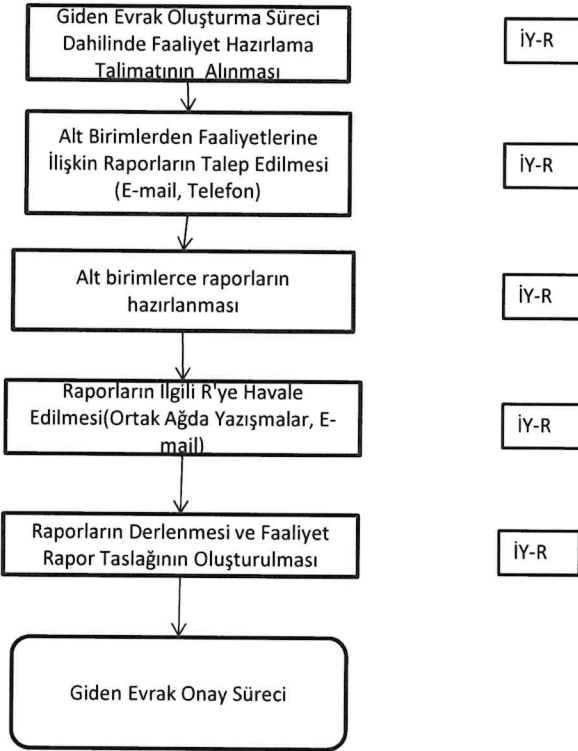 Giden Evrak Oluşturma Süreci
Dahilinde Faaliyet Hazırlama
Talimatının Alınması
İY-R
Alt Birimlerden Faaliyetlerine
İlişkin Raporların Talep Edilmesi
(E-mail, Telefon)
İY-R
Alt birimlerce raporların
hazırlanması
İY-R
Raporların İlgili R'ye Havale
Edilmesi(Ortak Ağda Yazışmalar, E-
mail)
İY-R
Raporların Derlenmesi ve Faaliyet
Rapor Taslağının Oluşturulması
İY-R
Giden Evrak Onay Süreci